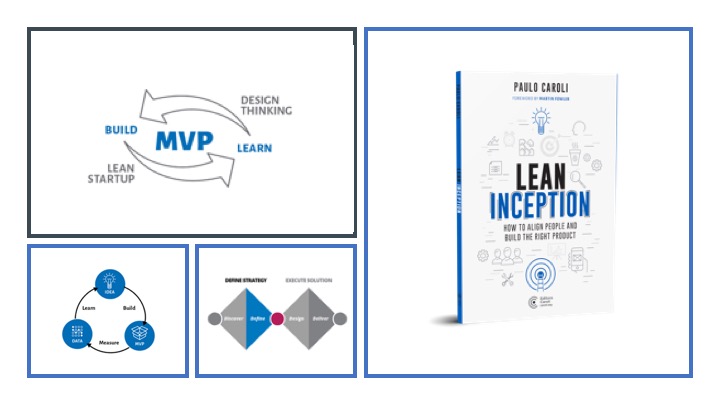 DESIGN
THINKING
BUILD
MVP
LEARN
LEAN
STARTUP
IDEA
Learn
Build
DATA
MVP
Measure
DEFINE STRATEGY
EXECUTE SOLUTION
Discover
Define
Design
Deliver
PAULO CAROLI
FOREWORD BY MARTIN FOWLER
LEAN
INCEPTION
HOW TO ALIGN PEOPLE AND
BUILD THE RIGHT PRODUCT